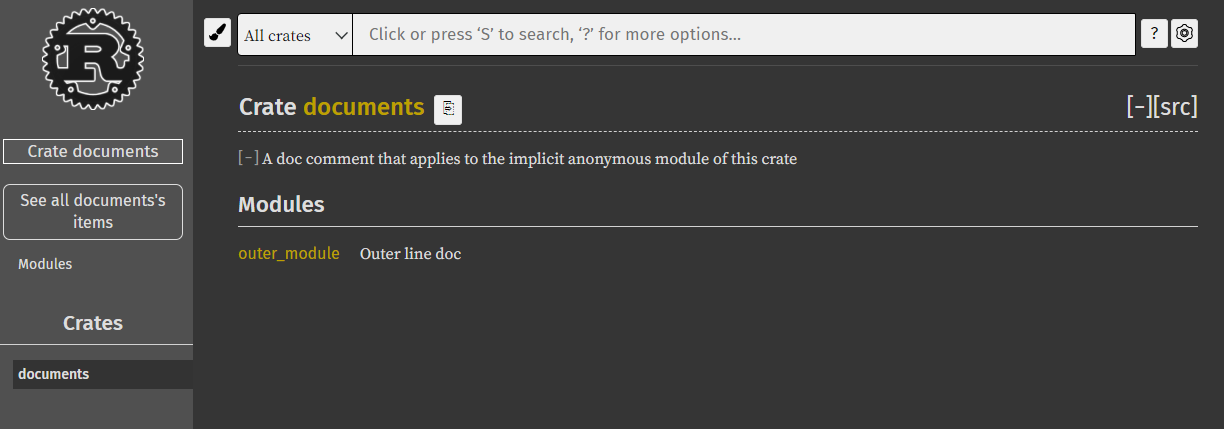 R
All crates
Click or press ‘S’ to search, ‘?’ for more options…
?
Crate documents
[-][src]
Crate documents
[-] A doc comment that applies to the implicit anonymous module of this crate
See all documents's
items
Modules
Modules
outer_module Outer line doc
Crates
documents